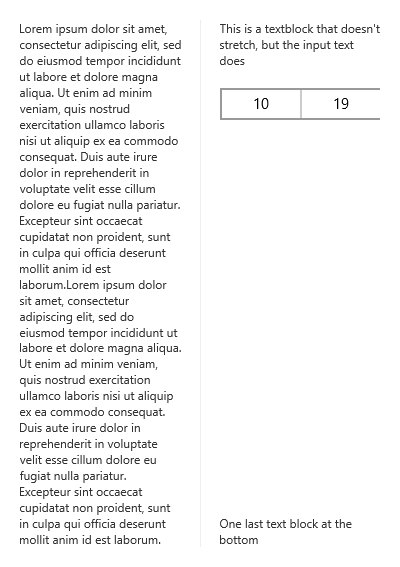 Lorem ipsum dolor sit amet,
consectetur adipiscing elit, sed
do eiusmod tempor incididunt
ut labore et dolore magna
aliqua. Ut enim ad minim
veniam, quis nostrud
exercitation ullamco laboris
nisi ut aliquip ex ea commodo
consequat. Duis aute irure
dolor in reprehenderit in
voluptate velit esse cillum
dolore eu fugiat nulla pariatur.
Excepteur sint occaecat
cupidatat non proident, sunt
in culpa qui officia deserunt
mollit anim id est
laborum.Lorem ipsum dolor
sit amet, consectetur
adipiscing elit, sed do
eiusmod tempor incididunt ut
labore et dolore magna aliqua.
Ut enim ad minim veniam,
quis nostrud exercitation
ullamco laboris nisi ut aliquip
ex ea commodo consequat.
Duis aute irure dolor in
reprehenderit in voluptate
velit esse cillum dolore eu
fugiat nulla pariatur.
Excepteur sint occaecat
cupidatat non proident, sunt
in culpa qui officia deserunt
mollit anim id est laborum.
This is a textblock that doesn't
stretch, but the input text
does
10 19
One last text block at the
bottom